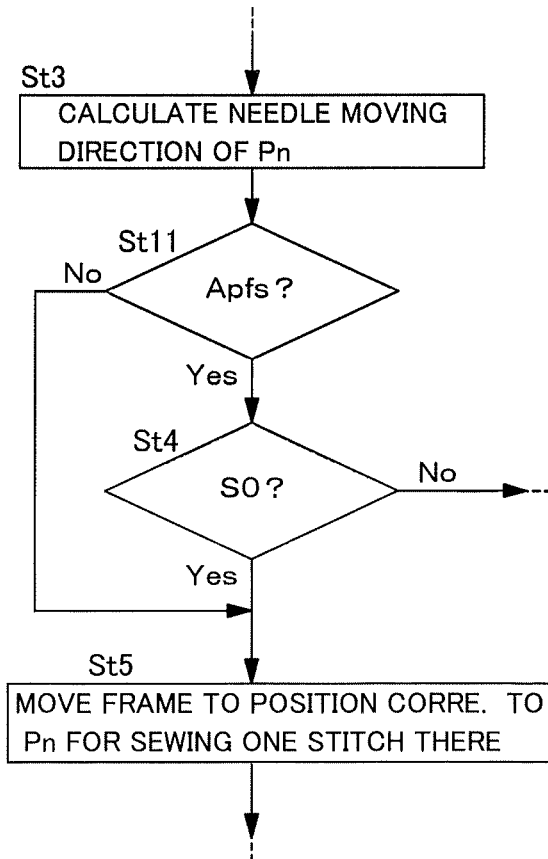 St3
CALCULATE NEEDLE MOVING
DIRECTION OF Pn
St11
No
Apfs?
Yes
St4
S0?
No
Yes
St5
MOVE FRAME TO POSITION CORRE. TO
Pn FOR SEWING ONE STITCH THERE